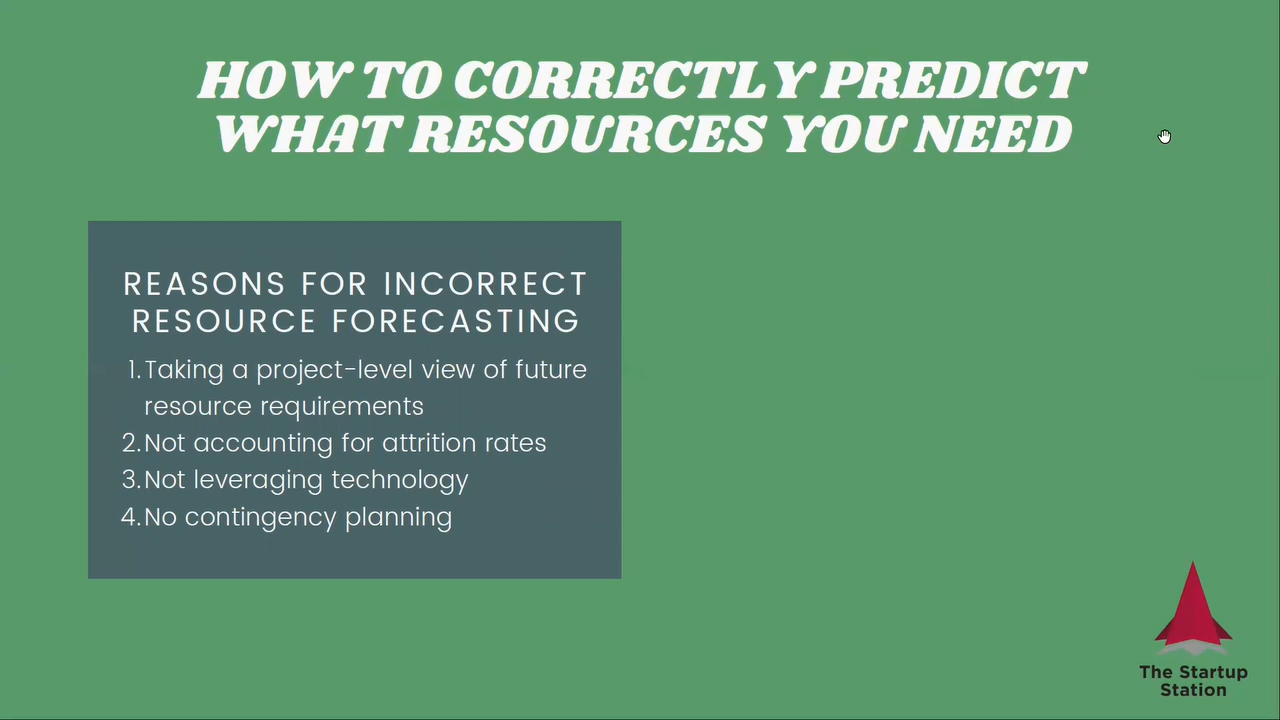 HOW TO CORRECTLY PREDICT
WHAT RESOURCES YOU NEED
REASONS FOR INCORRECT
RESOURCE FORECASTING
1.Taking a project-level view of future
resource requirements
2.Not accounting for attrition rates
3.Not leveraging technology
4.No contingency planning
The Startup
Station